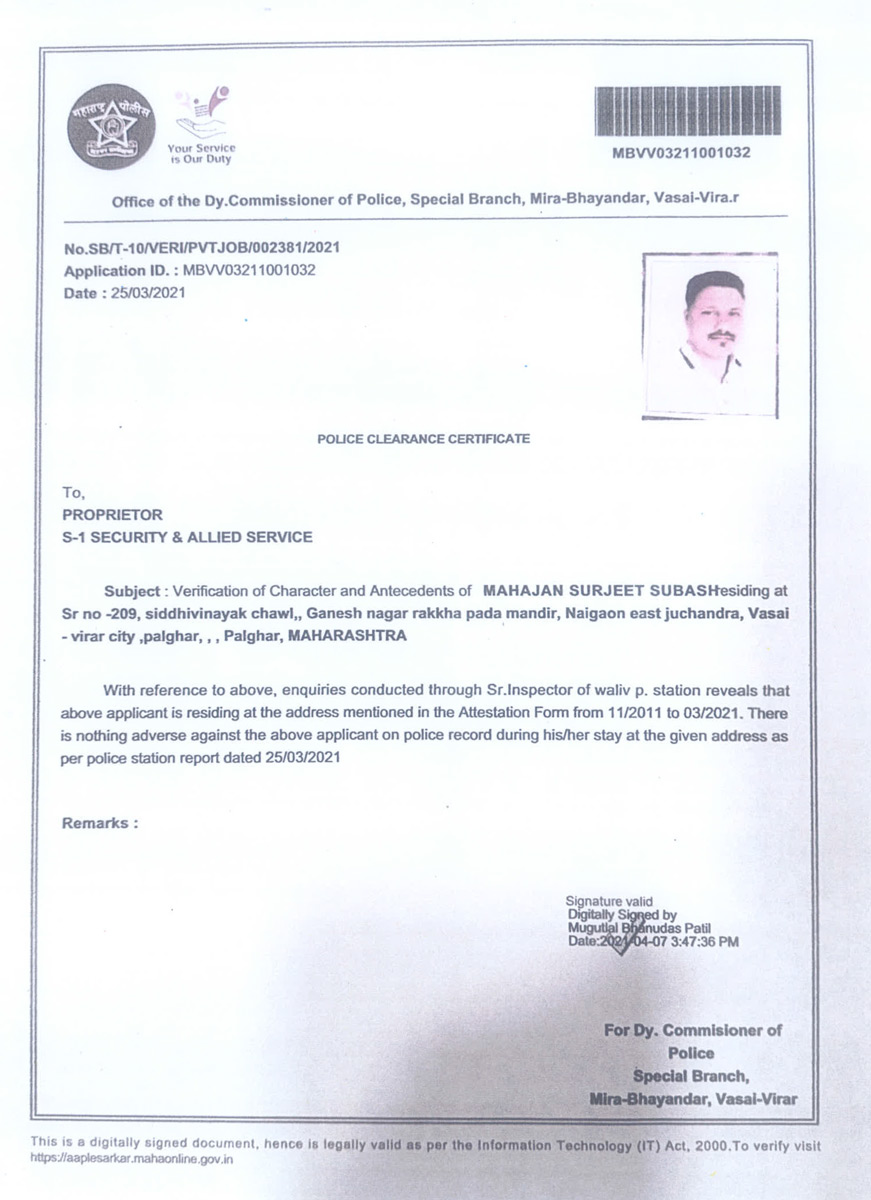 महाराष्ट्र पोलीस
Your Service
is Our Duty
MBVV03211001032
Office of the Dy.Commissioner of Police, Special Branch, Mira-Bhayandar, Vasai-Vira.r
No.SB/T-10/VERI/PVTJOB/002381/2021
Application ID. : MBVV03211001032
Date : 25/03/2021
POLICE CLEARANCE CERTIFICATE
To,
PROPRIETOR
S-1 SECURITY & ALLIED SERVICE
Subject : Verification of Character and Antecedents of MAHAJAN SURJEET SUBASHesiding at
Sr no -209, siddhivinayak chawl,, Ganesh nagar rakkha pada mandir, Naigaon east juchandra, Vasai
- virar city ,palghar, , , Palghar, MAHARASHTRA
With reference to above, enquiries conducted through Sr.Inspector of waliv p. station reveals that
above applicant is residing at the address mentioned in the Attestation Form from 11/2011 to 03/2021. There
is nothing adverse against the above applicant on police record during his/her stay at the given address as
per police station report dated 25/03/2021
Remarks :
Signature valid
Digitally Signed by
Mugutlal Bhanudas Patil
Date:2021-04-07 3:47:36 PM
For Dy. Commisioner of
Police
Special Branch,
Mira-Bhayandar, Vasai-Virar
This is a digitally signed document, hence is legally valid as per the Information Technology (IT) Act, 2000.To verify visit
https://aaplesarkar.mahaonline.gov.in